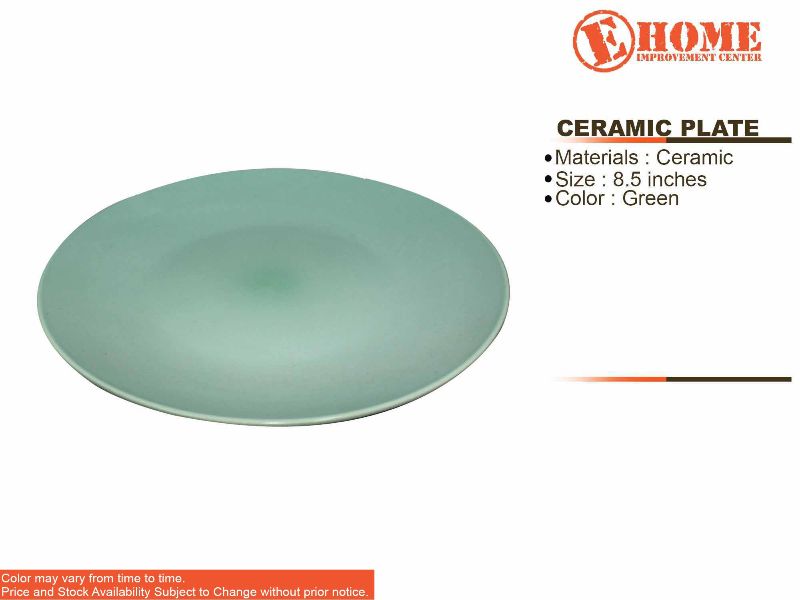 E HOME
IMPROVEMENT CENTER
CERAMIC PLATE
• Materials : Ceramic
• Size : 8.5 inches
• Color : Green
Color may vary from time to time.
Price and Stock Availability Subject to Change without prior notice.